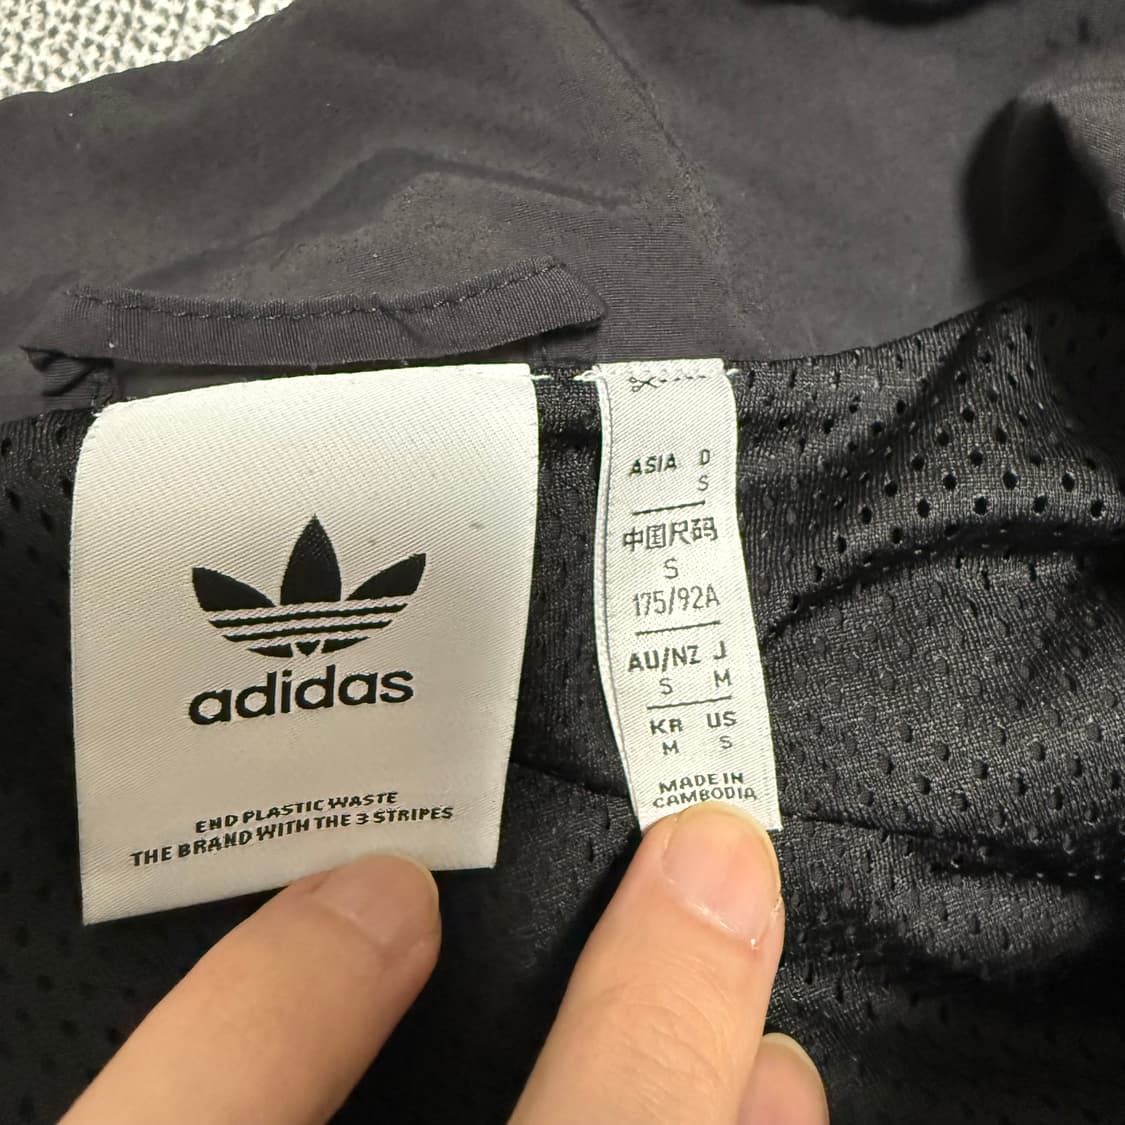 adidas
END PLASTIC WASTE
THE BRAND WITH THE 3 STRIPES
ASIA D
S
中国尺码
S
175/92A
AU/NZ J
S M
KR US
M S
MADE IN
CAMBODIA